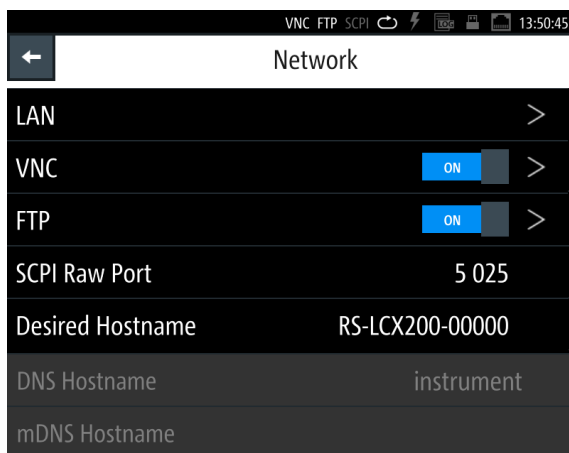 VNC FTP SCPI LOG 13:50:45
Network
LAN >
VNC ON >
FTP ON >
SCPI Raw Port 5 025
Desired Hostname RS-LCX200-00000
DNS Hostname instrument
mDNS Hostname